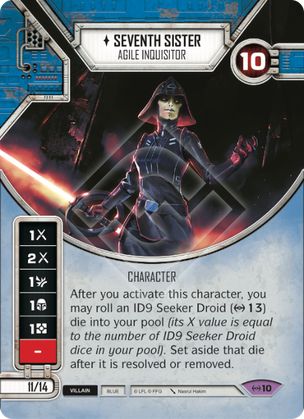 SEVENTH SISTER
AGILE INQUISITOR
10
1
2
1
1
1
-
CHARACTER
After you activate this character, you
may roll an ID9 Seeker Droid (13)
die into your pool (its X value is equal
to the number of ID9 Seeker Droid
dice in your pool). Set aside that die
after it is resolved or removed.
11/14
VILLAIN
BLUE
© LFL © FFG
Nasrul Hakim
10